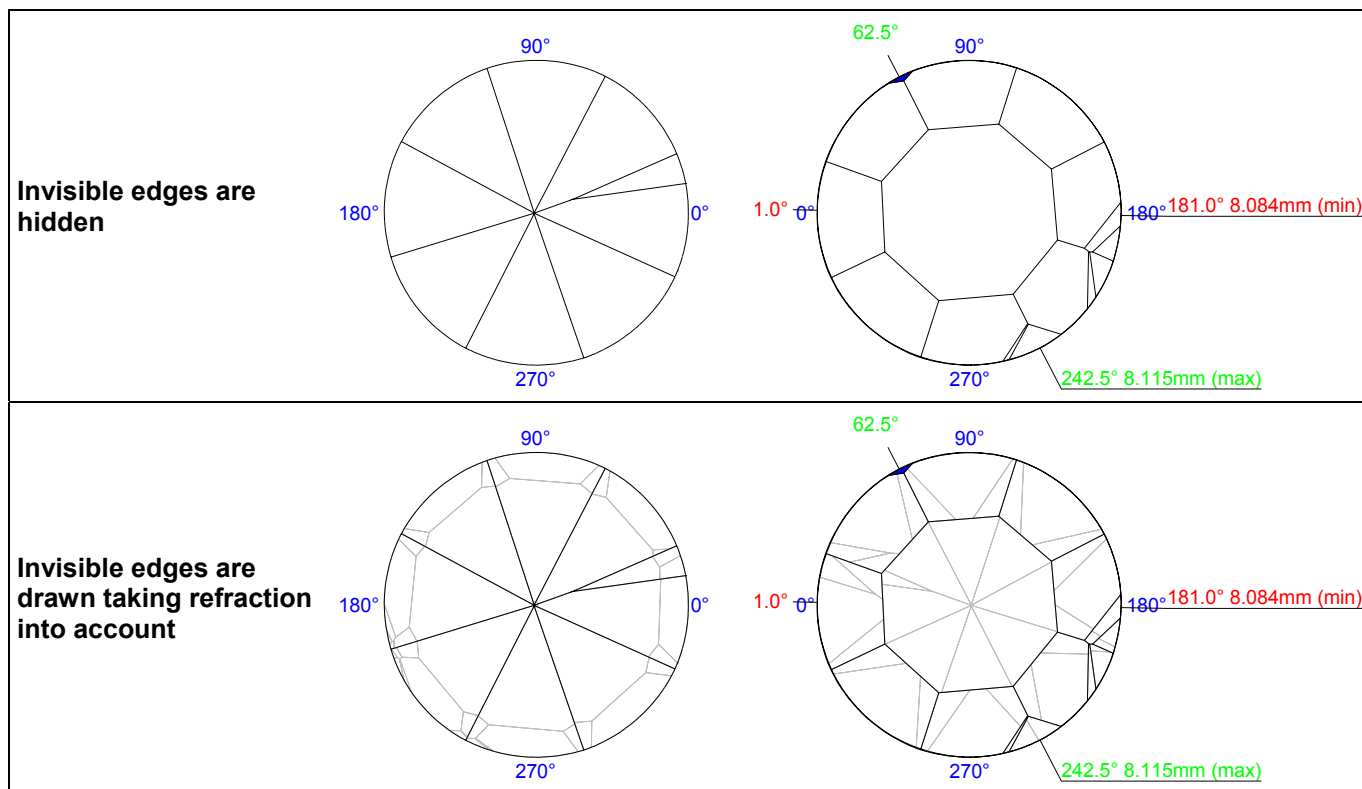 62.5°
90°
90°
Invisible edges are
hidden
180°
0°
1.0°
0°
180°
181.0° 8.084mm (min)
270°
270°
242.5° 8.115mm (max)
62.5°
90°
90°
Invisible edges are
drawn taking refraction
into account
180°
0°
1.0°
0°
180°
181.0° 8.084mm (min)
270°
270°
242.5° 8.115mm (max)